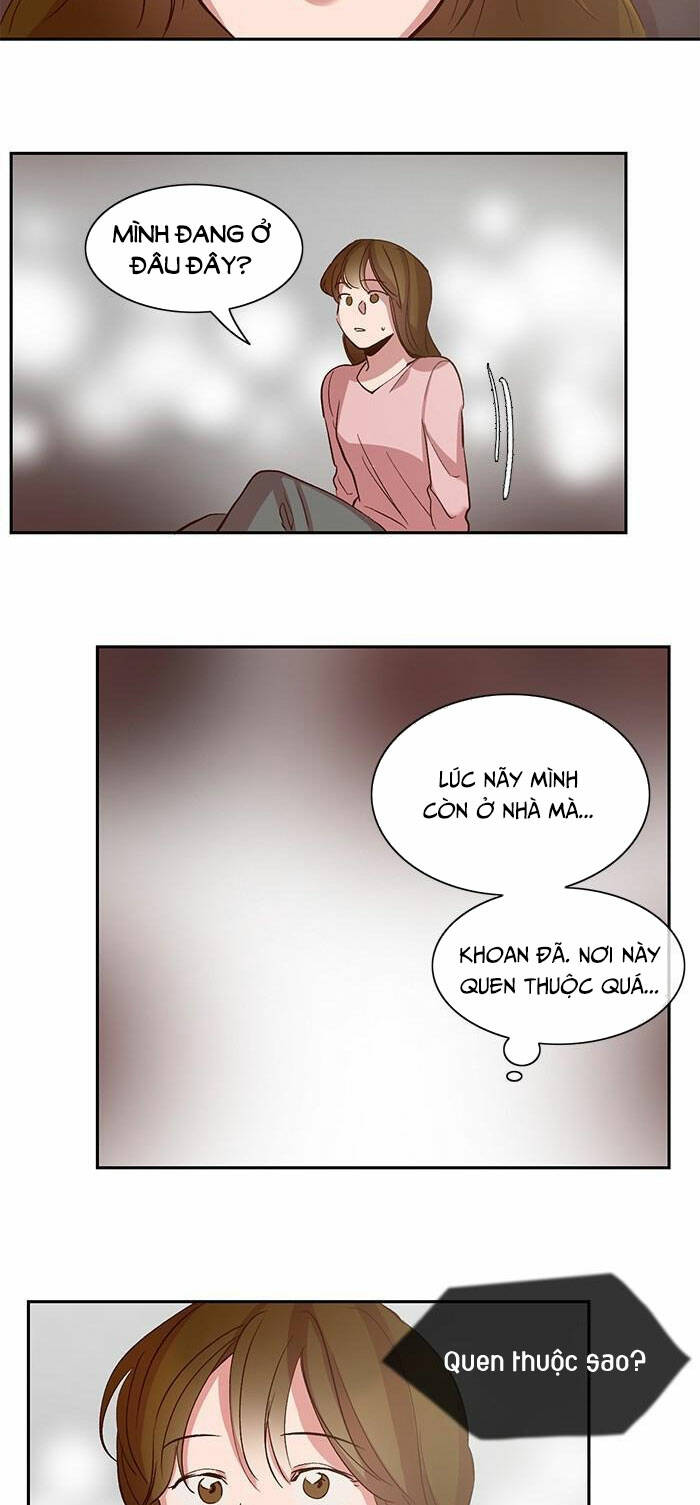 MÌNH ĐANG Ở
ĐÂU ĐÂY?
LÚC NÃY MÌNH
CÒN Ở NHÀ MÀ...
KHOAN ĐÃ. NƠI NÀY
QUEN THUỘC QUÁ...
Quen thuộc sao?